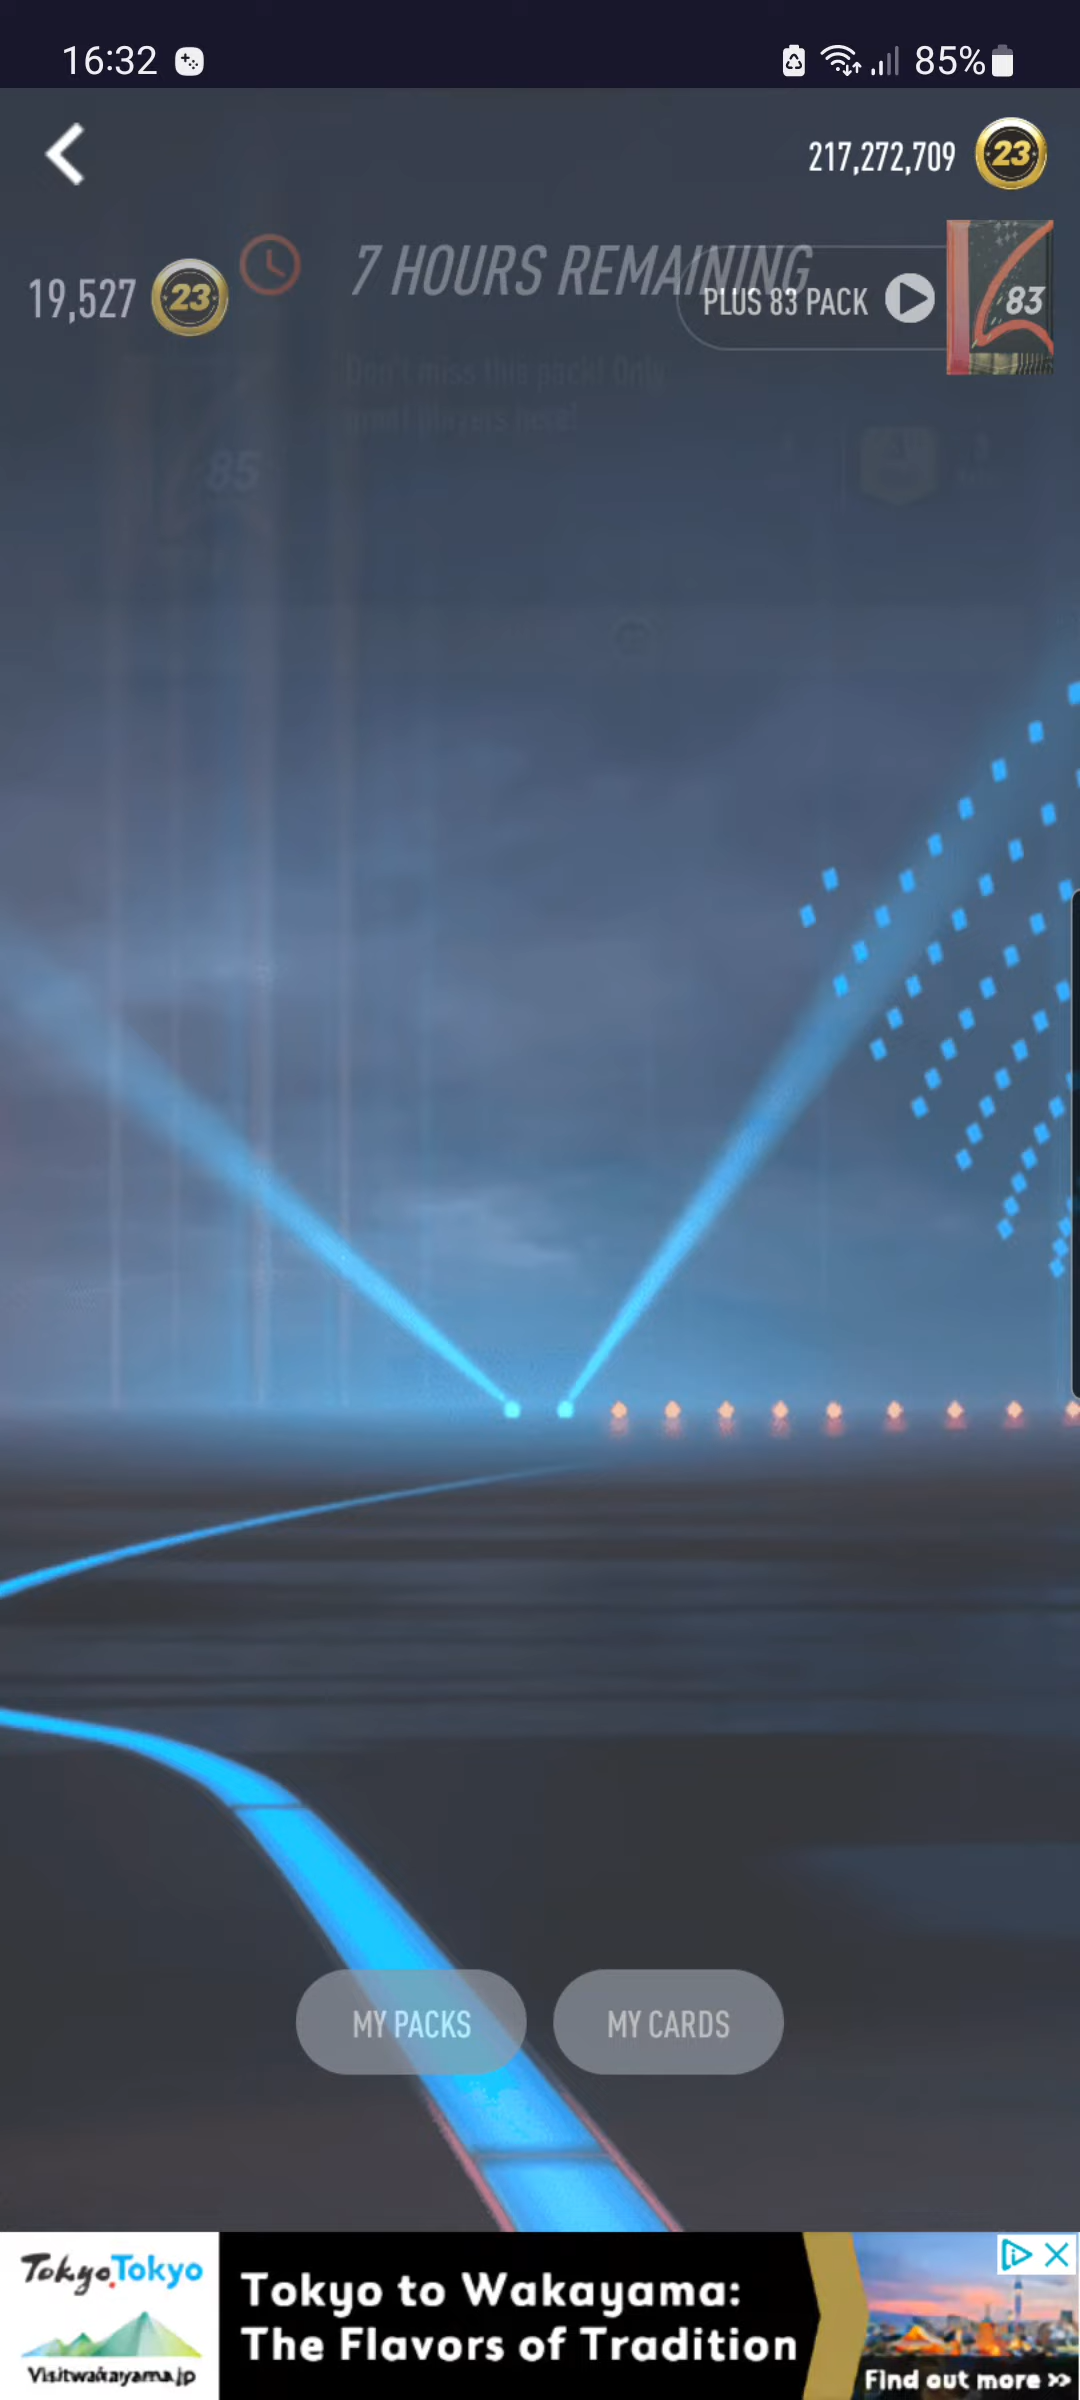 16:32
85%
217,272,709
23
7 HOURS REMAINING
19,527
23
PLUS 83 PACK
83
Don't miss this pack! Only
great players here!
85
MY PACKS
MY CARDS
Tokyo Tokyo
Tokyo to Wakayama:
The Flavors of Tradition
Visitwakayama.jp
Find out more >>